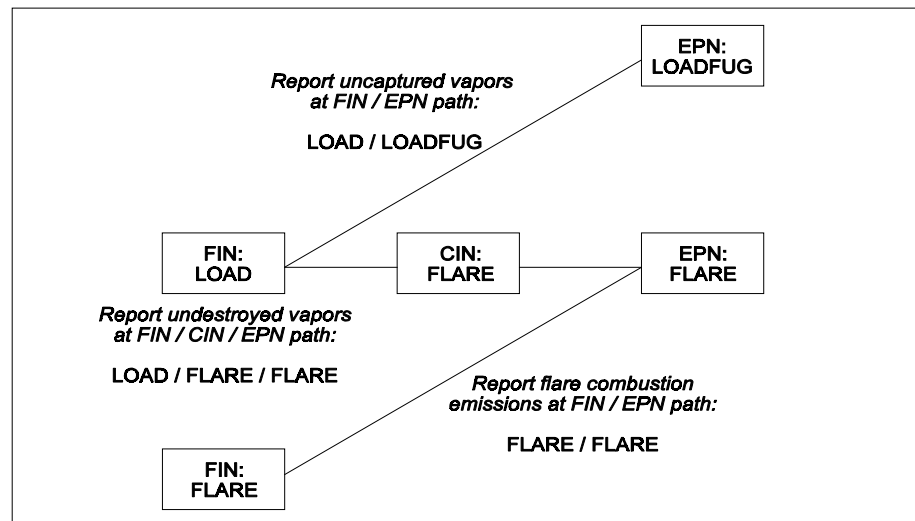 EPN:
LOADFUG
Report uncaptured vapors
at FIN / EPN path:
LOAD / LOADFUG
FIN:
LOAD
CIN:
FLARE
EPN:
FLARE
Report undestroyed vapors
at FIN / CIN / EPN path:
LOAD / FLARE / FLARE
Report flare combustion
emissions at FIN / EPN path:
FLARE / FLARE
FIN:
FLARE